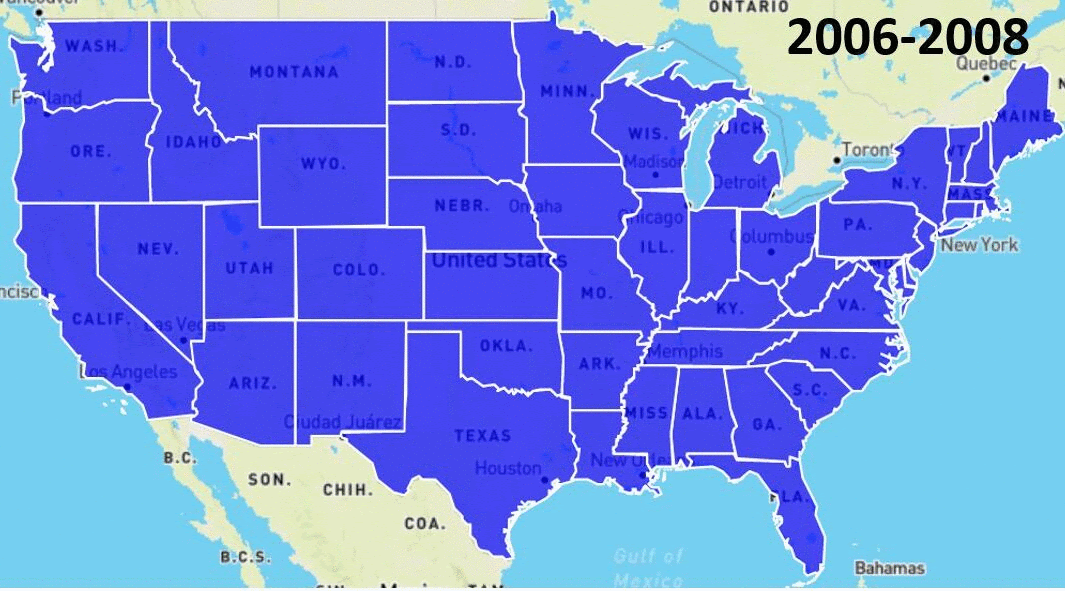 Vancouver
ONTARIO
2006-2008
WASH.
MONTANA
N.D.
MINN.
Quebec
Portland
S.D.
MAINE
ORE.
IDAHO
WYO.
WIS.
MICH
Toronto
VT
Madison
Detroit
N.Y.
MASS
NEBR.
Omaha
Chicago
Columbus
PA.
New York
NEV.
UTAH
COLO.
United States
ILL.
MD.
MO.
KY.
VA.
CALIF.
Las Vegas
OKLA.
Memphis
N.C.
Los Angeles
ARIZ.
N.M.
ARK.
S.C.
Ciudad Juárez
MISS
ALA.
GA.
TEXAS
B.C.
Houston
New Orleans
SON.
CHIH.
FLA.
COA.
B.C.S.
Gulf of
Mexico
Bahamas